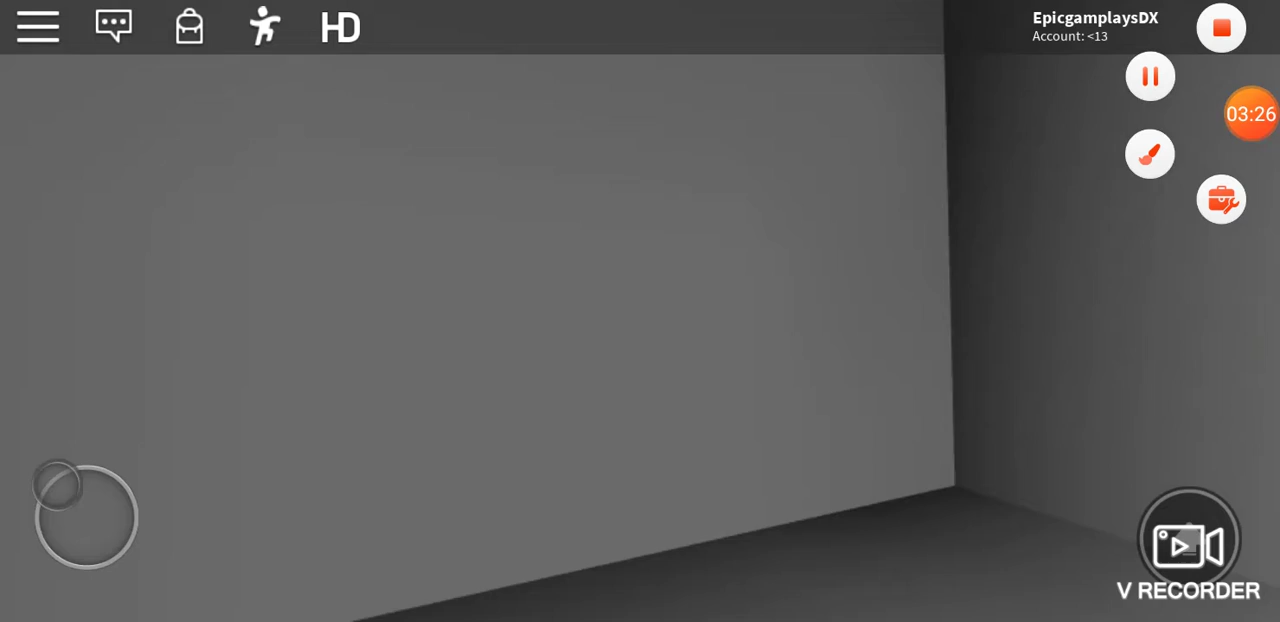 HD
EpicgamplaysDX
Account: <13
03:26
V RECORDER